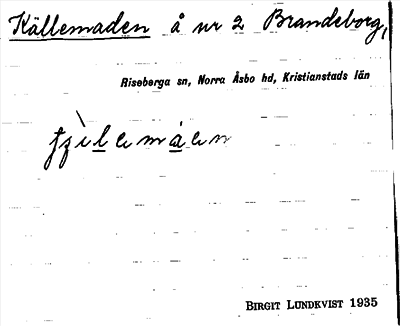 Källemaden å nr 2 Brandeborg,
Riseberga sn, Norra Åsbo hd, Kristianstads län
BIRGIT LUNDKVIST 1935